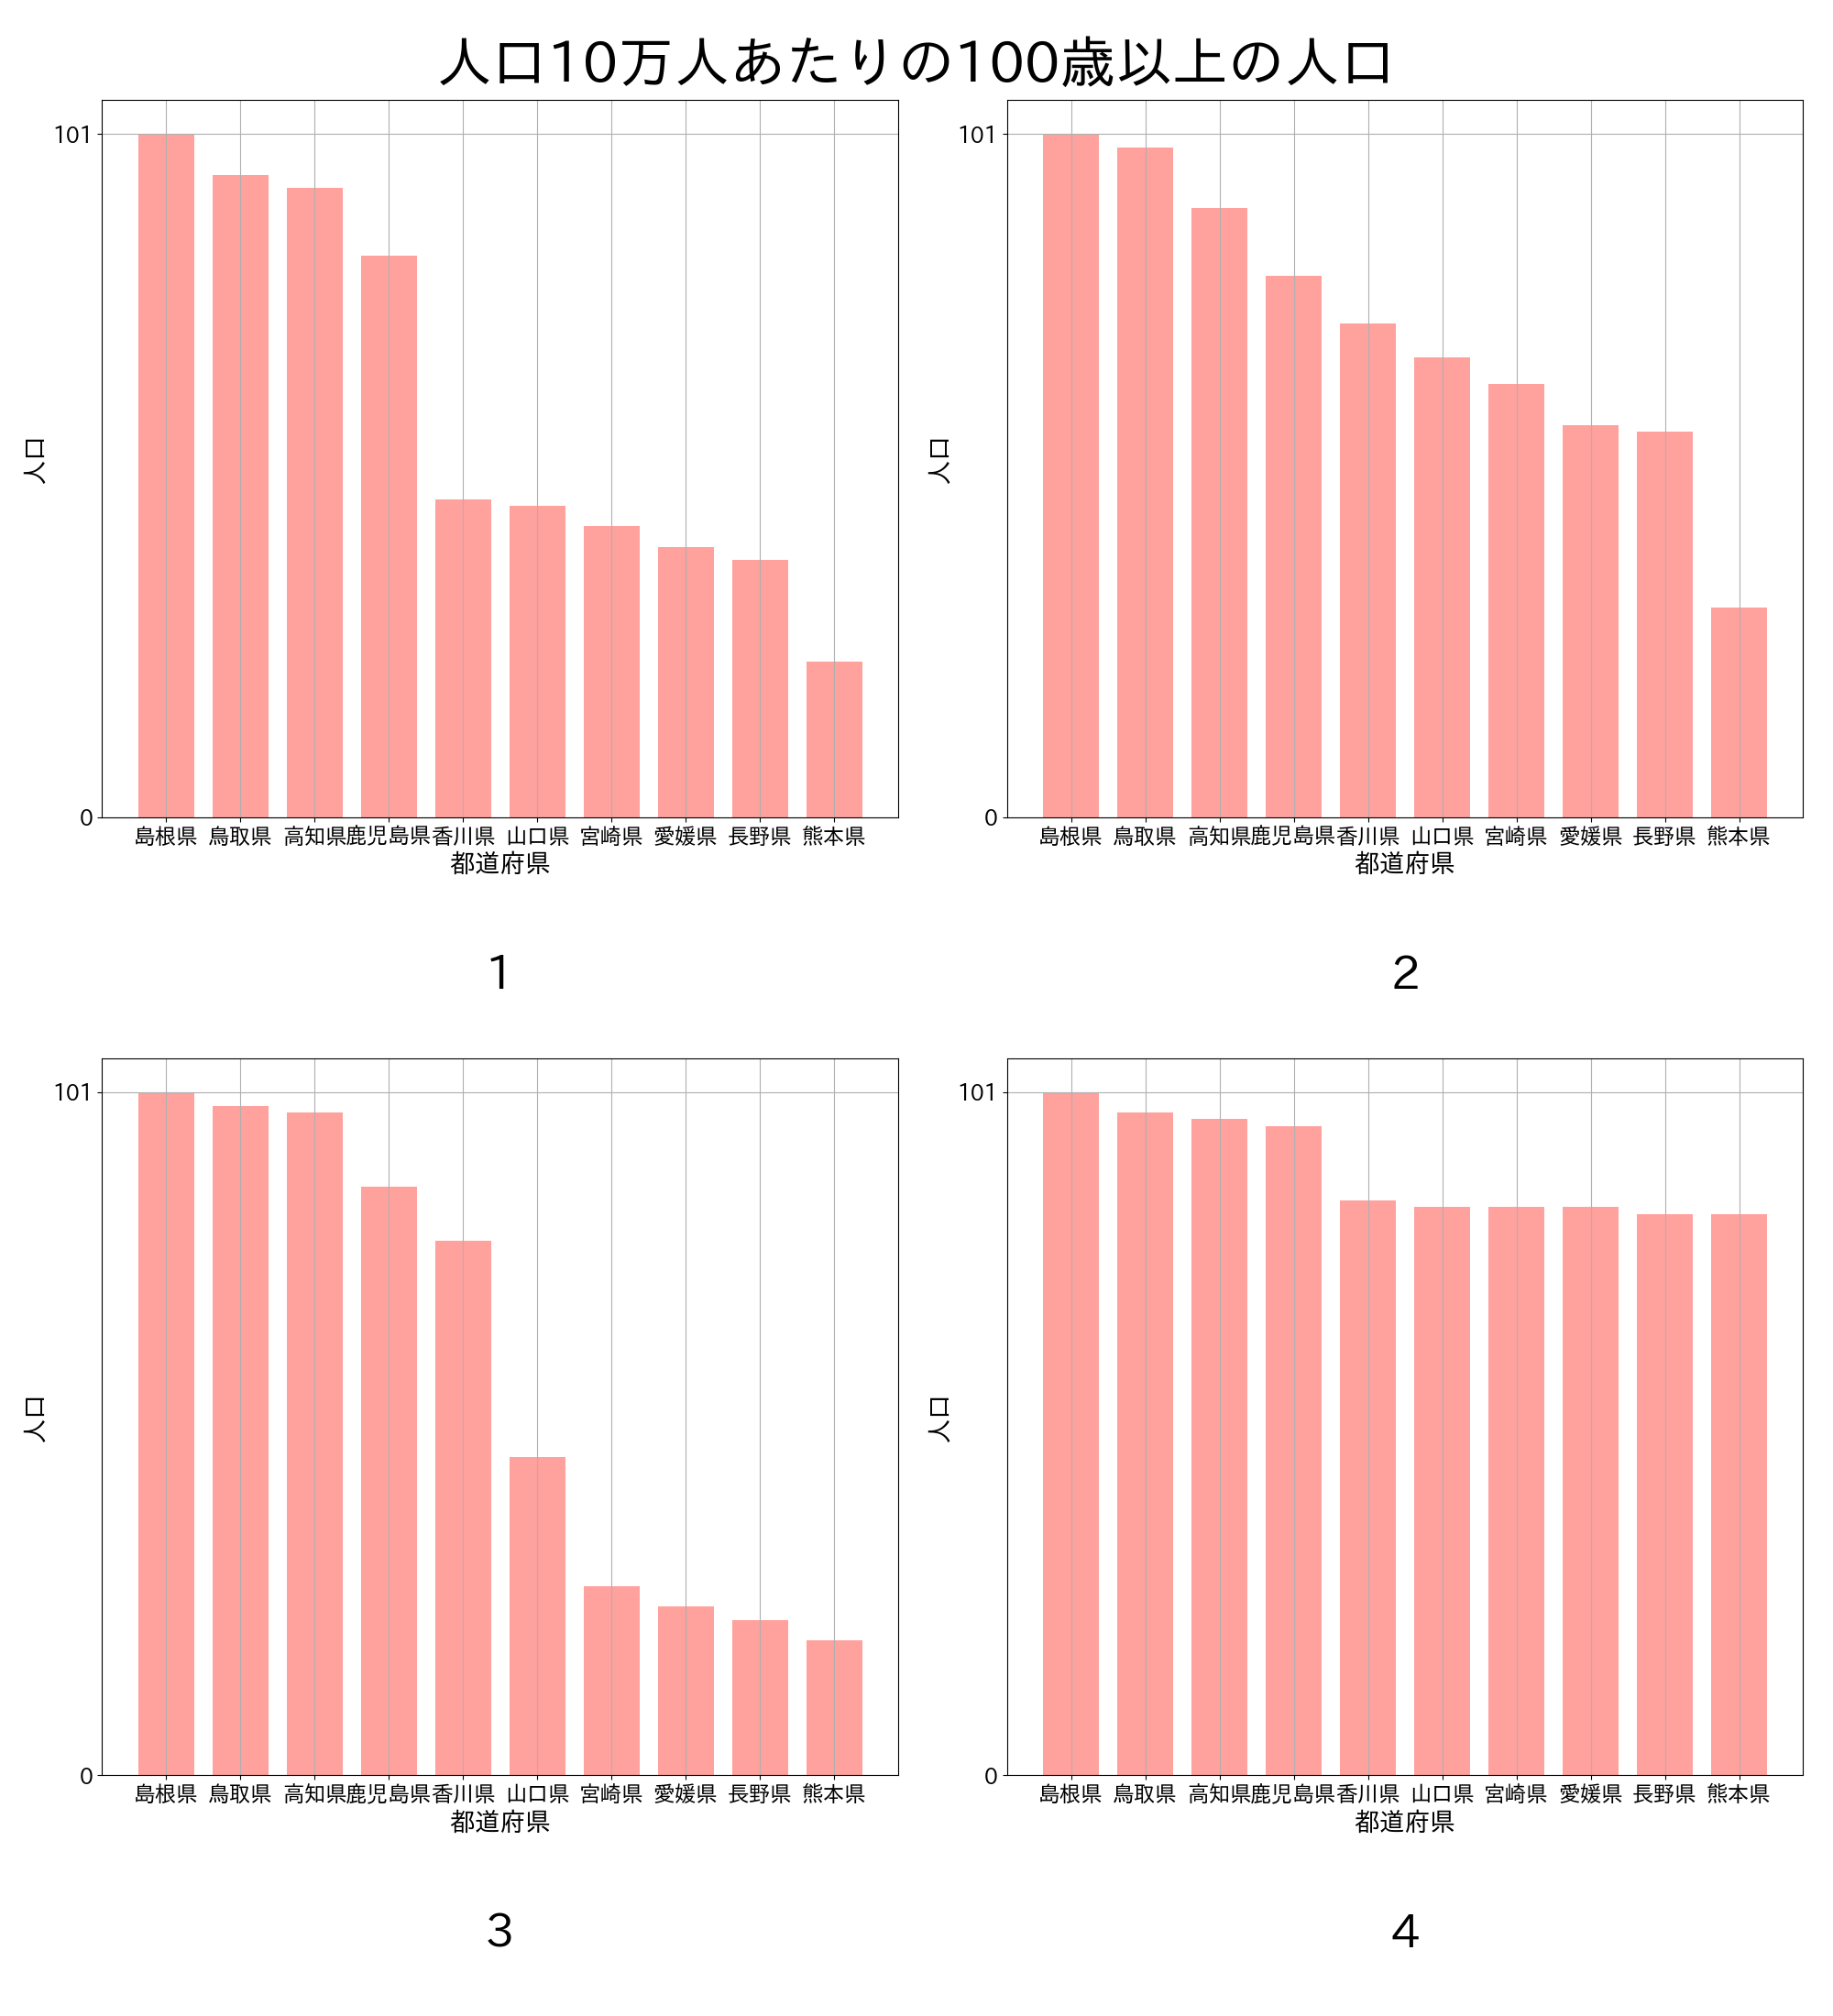 人口10万人あたりの100歳以上の人口
101
0
人口
島根県 鳥取県 高知県 鹿児島県 香川県 山口県 宮崎県 愛媛県 長野県 熊本県
都道府県
1
101
0
人口
島根県 鳥取県 高知県 鹿児島県 香川県 山口県 宮崎県 愛媛県 長野県 熊本県
都道府県
2
101
0
人口
島根県 鳥取県 高知県 鹿児島県 香川県 山口県 宮崎県 愛媛県 長野県 熊本県
都道府県
3
101
0
人口
島根県 鳥取県 高知県 鹿児島県 香川県 山口県 宮崎県 愛媛県 長野県 熊本県
都道府県
4